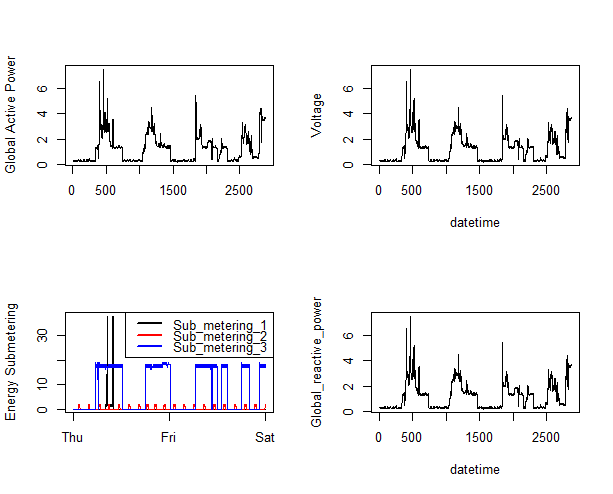 Global Active Power
0 2 4 6
0 500 1500 2500
Voltage
0 2 4 6
0 500 1500 2500
datetime
Energy Submetering
0 10 30
Thu Fri Sat
Sub_metering_1
Sub_metering_2
Sub_metering_3
Global_reactive_power
0 2 4 6
0 500 1500 2500
datetime